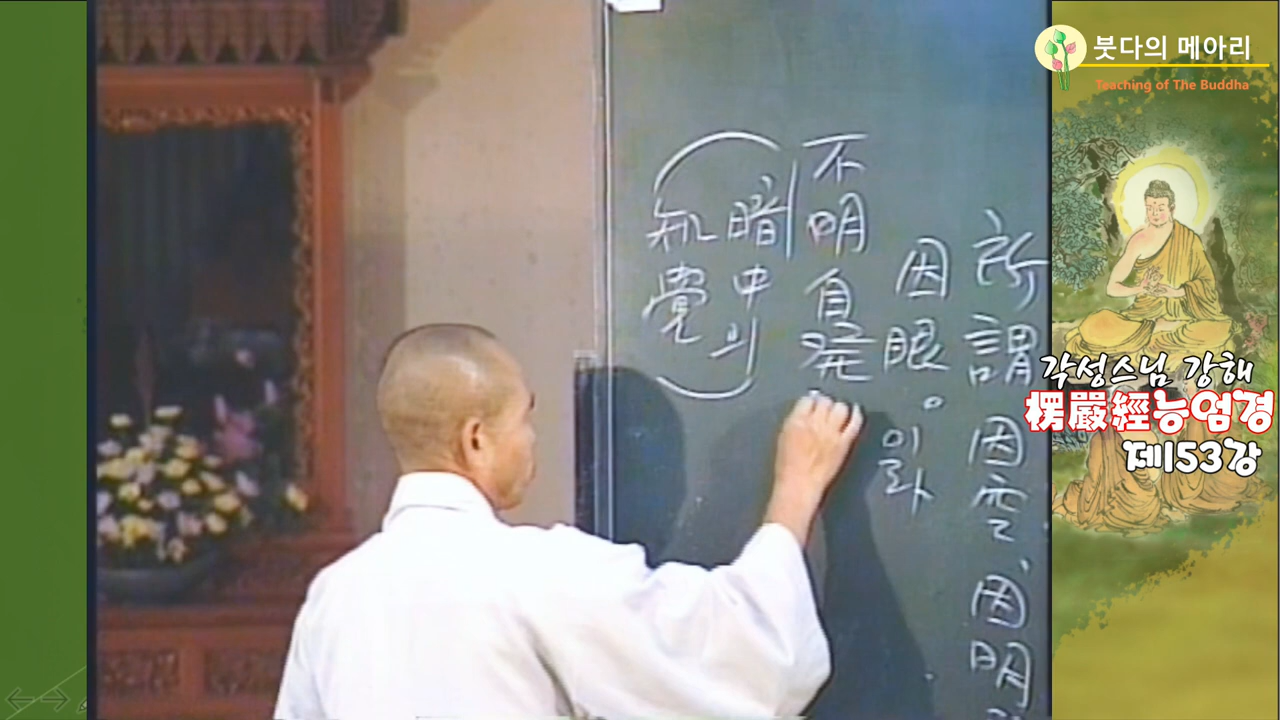 붓다의 메아리
Teaching of The Buddha
각성스님 강해
楞嚴經능엄경
제153강
所謂因空、因明
因眼。이라
不明自発
暗中의
知覺